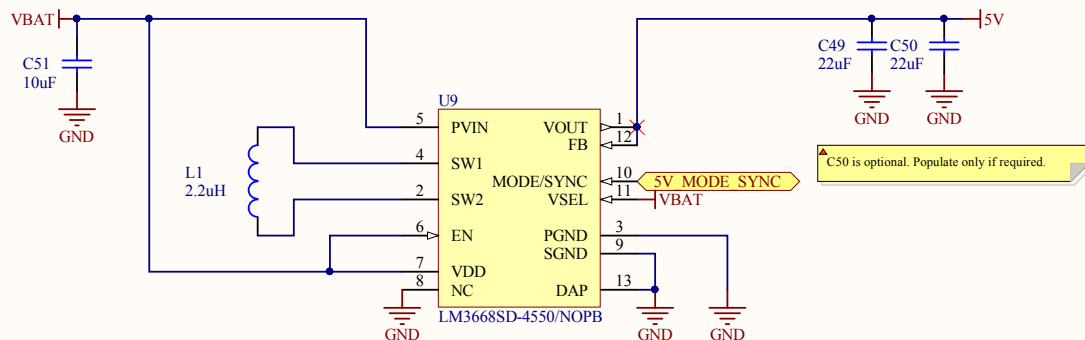 VBAT
5V
C51
10uF
GND
C49
22uF
C50
22uF
GND
GND
U9
5 PVIN
VOUT 1
FB 12
4 SW1
L1
2.2uH
MODE/SYNC 10
5V_MODE_SYNC
2 SW2
VSEL 11
VBAT
6 EN
PGND 3
SGND 9
7 VDD
8 NC
DAP 13
GND
LM3668SD-4550/NOPB
GND
GND
C50 is optional. Populate only if required.